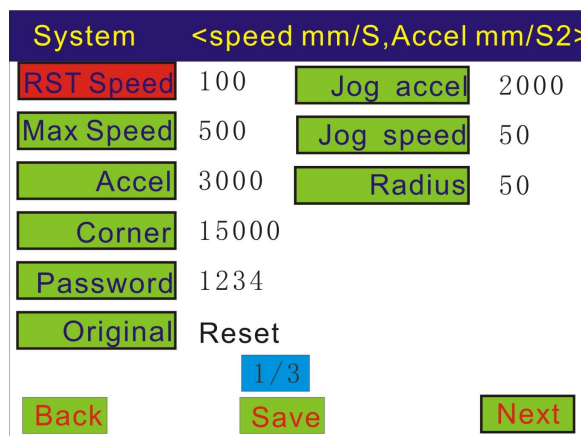 System <speed mm/S,Accel mm/S2>
RST Speed 100 Jog accel 2000
Max Speed 500 Jog speed 50
Accel 3000 Radius 50
Corner 15000
Password 1234
Original Reset
1/3
Back Save Next